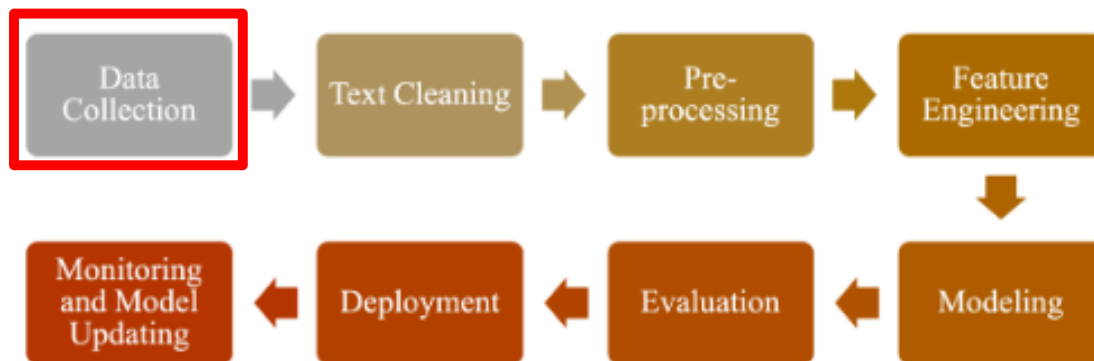 Data
Collection
Text Cleaning
Pre-
processing
Feature
Engineering
Modeling
Evaluation
Deployment
Monitoring
and Model
Updating